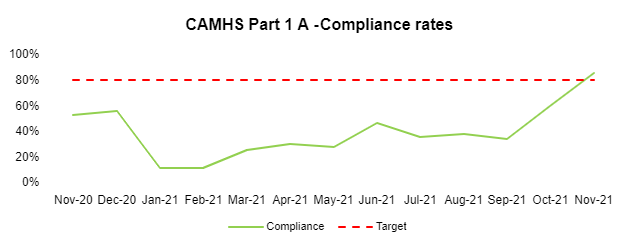 CAMHS Part 1 A -Compliance rates
100%
80%
60%
40%
20%
0%
Nov-20 Dec-20 Jan-21 Feb-21 Mar-21 Apr-21 May-21 Jun-21 Jul-21 Aug-21 Sep-21 Oct-21 Nov-21
Compliance Target